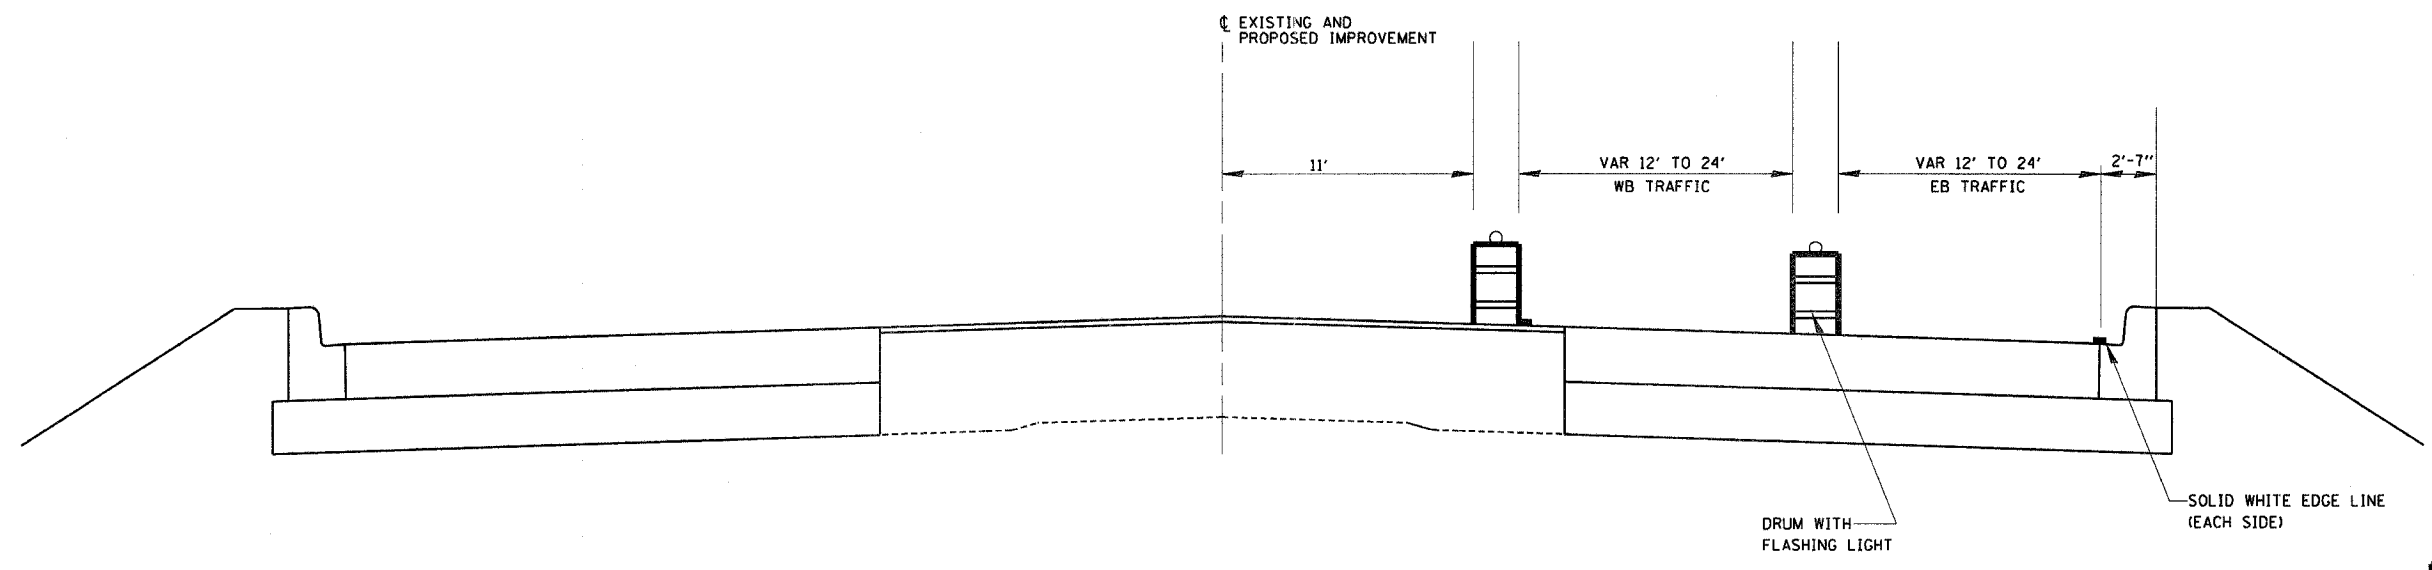 ℄ EXISTING AND
PROPOSED IMPROVEMENT
11'
VAR 12' TO 24'
WB TRAFFIC
VAR 12' TO 24'
EB TRAFFIC
2'-7"
SOLID WHITE EDGE LINE
(EACH SIDE)
DRUM WITH
FLASHING LIGHT